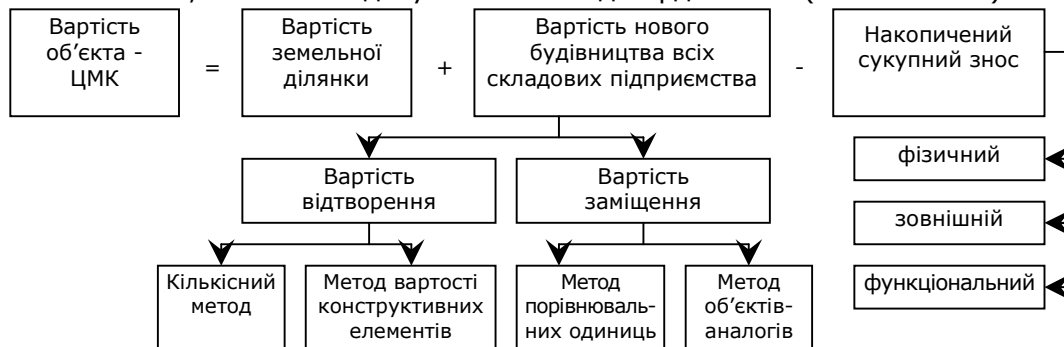 Вартість
об’єкта -
ЦМК
=
Вартість
земельної
ділянки
+
Вартість нового
будівництва всіх
складових підприємства
-
Накопичений
сукупний знос
Вартість
відтворення
Вартість
заміщення
фізичний
зовнішній
функціональний
Кількісний
метод
Метод вартості
конструктивних
елементів
Метод
порівнюваль-
них одиниць
Метод
об’єктів-
аналогів